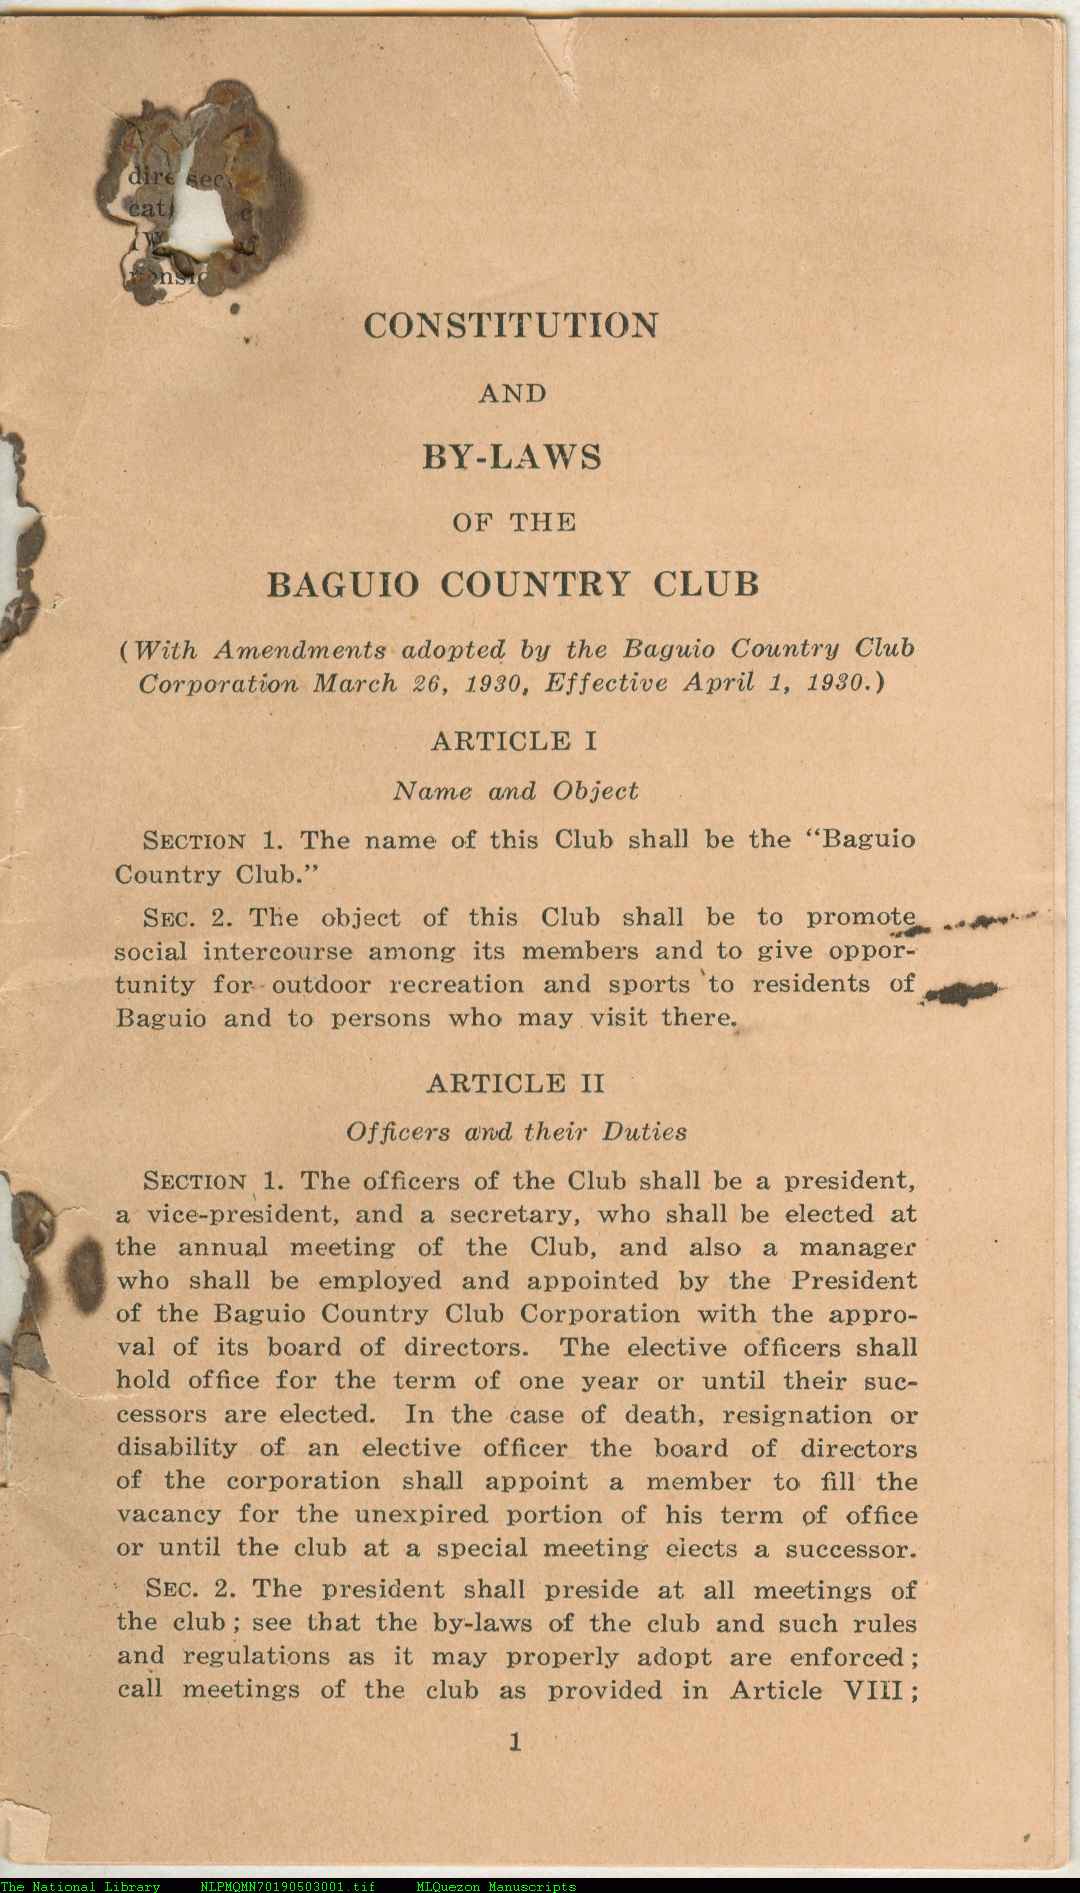 dire sec
cat
nensid
CONSTITUTION
AND
BY-LAWS
OF THE
BAGUIO COUNTRY CLUB
(With Amendments adopted by the Baguio Country Club
Corporation March 26, 1930, Effective April 1, 1930.)
ARTICLE I
Name and Object
SECTION 1. The name of this Club shall be the “Baguio
Country Club.”
SEC. 2. The object of this Club shall be to promote
social intercourse among its members and to give oppor-
tunity for outdoor recreation and sports to residents of
Baguio and to persons who may visit there.
ARTICLE II
Officers and their Duties
SECTION 1. The officers of the Club shall be a president,
a vice-president, and a secretary, who shall be elected at
the annual meeting of the Club, and also a manager
who shall be employed and appointed by the President
of the Baguio Country Club Corporation with the appro-
val of its board of directors. The elective officers shall
hold office for the term of one year or until their suc-
cessors are elected. In the case of death, resignation or
disability of an elective officer the board of directors
of the corporation shall appoint a member to fill the
vacancy for the unexpired portion of his term of office
or until the club at a special meeting elects a successor.
SEC. 2. The president shall preside at all meetings of
the club; see that the by-laws of the club and such rules
and regulations as it may properly adopt are enforced;
call meetings of the club as provided in Article VIII;
1
The National Library NLPMQMN70190503001.tif MLQuezon Manuscripts